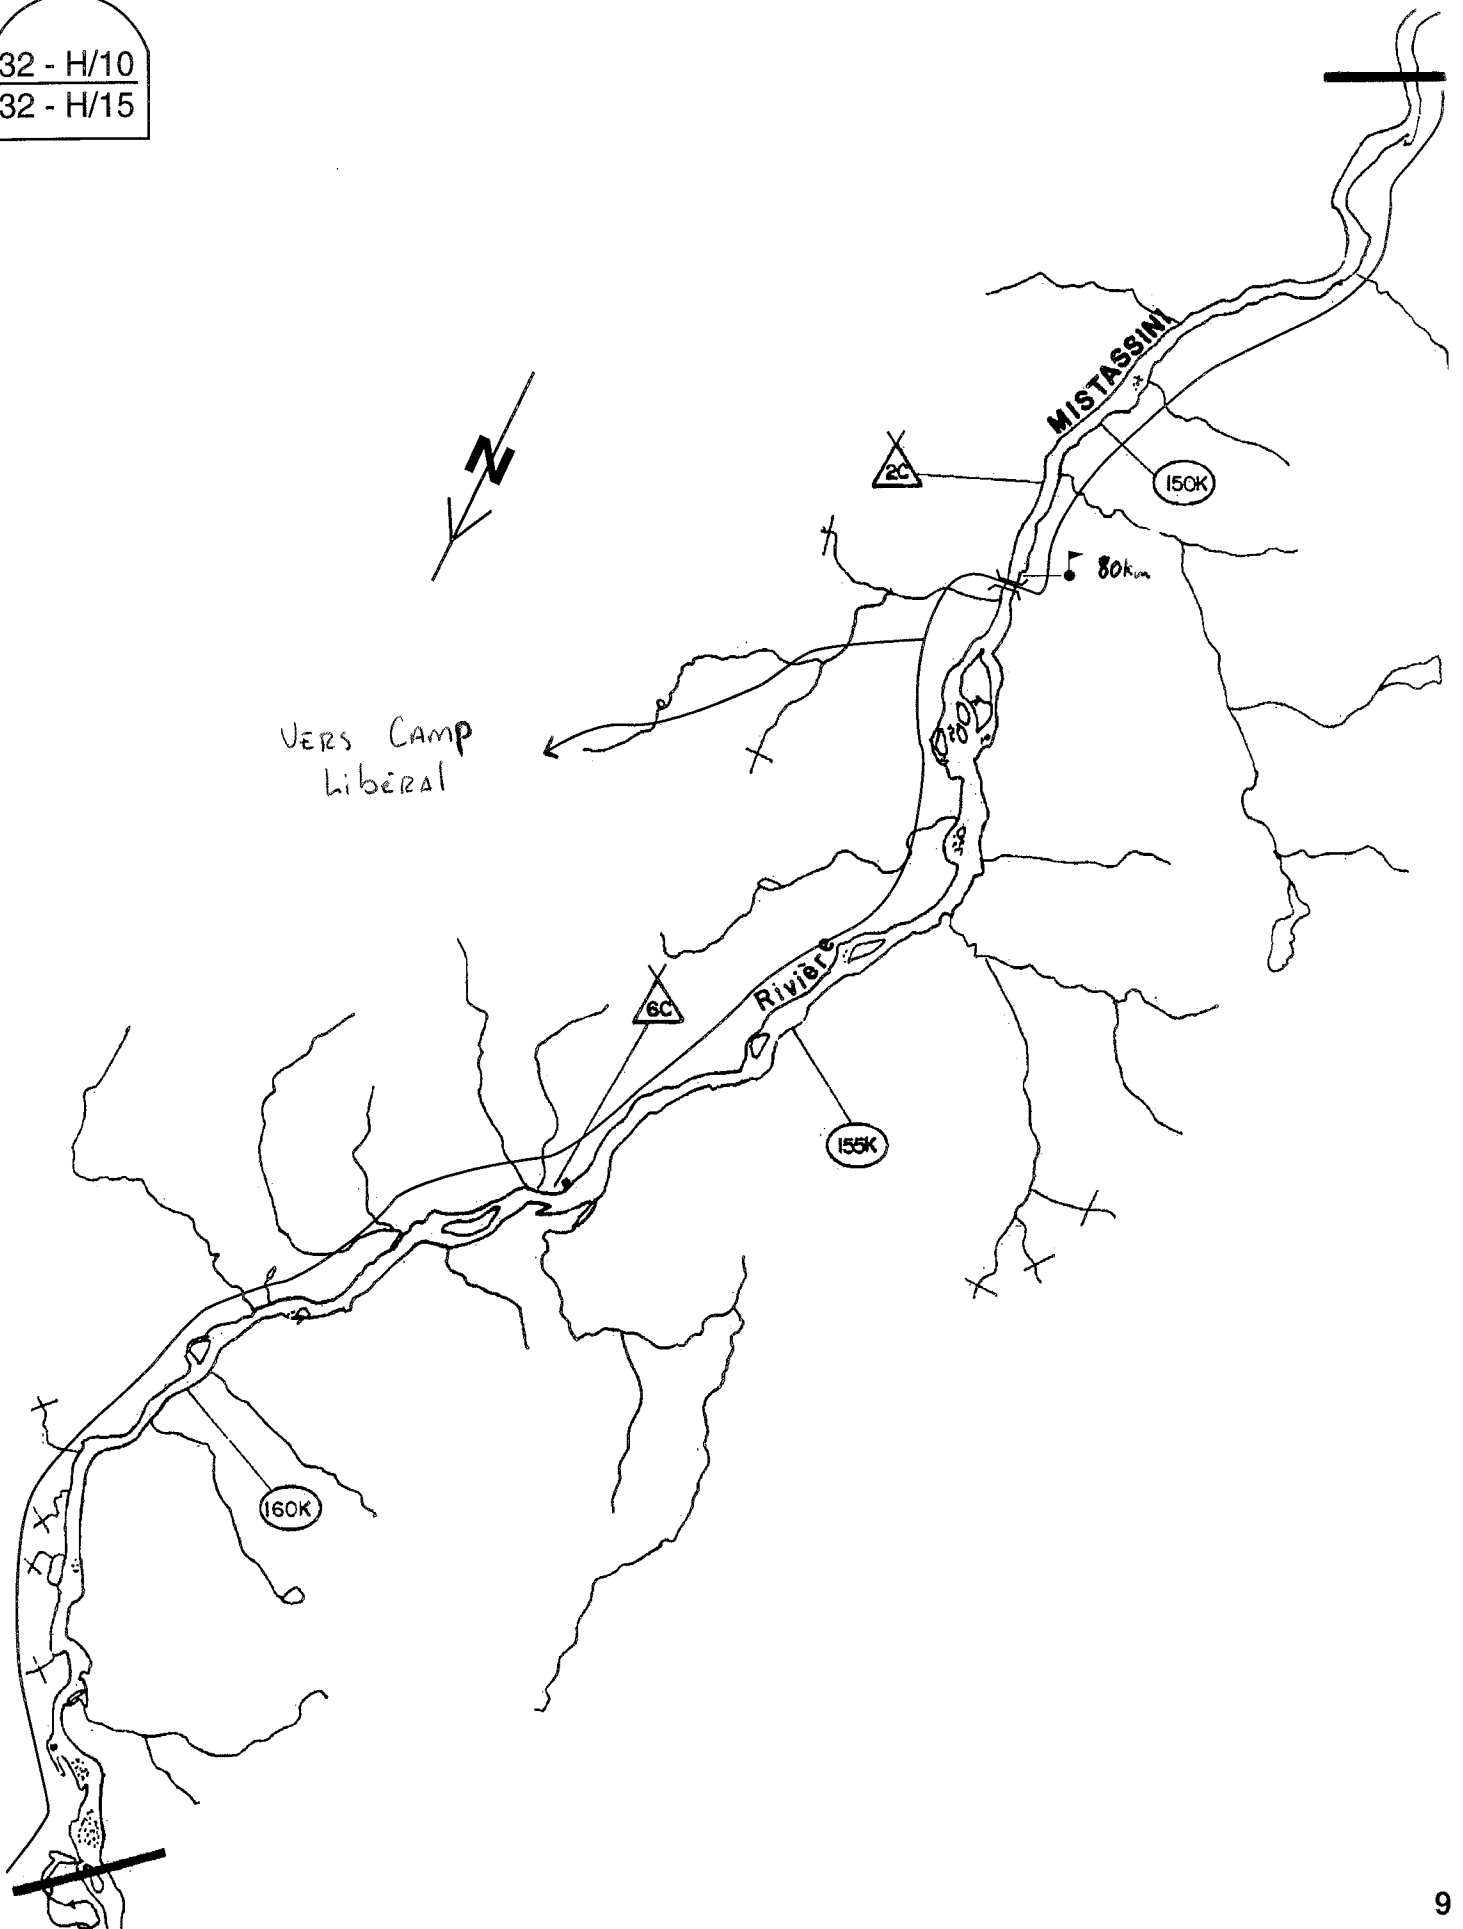 32 - H/10
32 - H/15
MISTASSINI
N
2C
150K
80km
VERS CAMP
LibéRAl
Rivière
6C
155K
160K
9